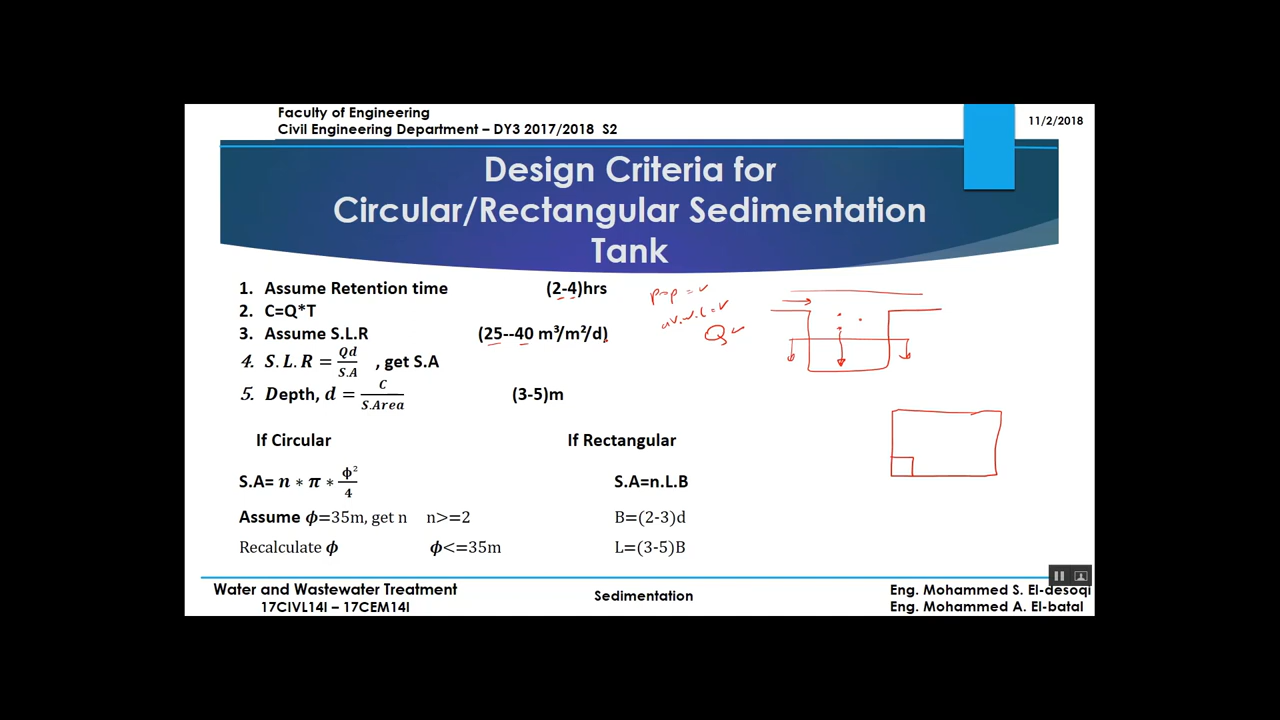 Faculty of Engineering
Civil Engineering Department – DY3 2017/2018 S2
11/2/2018
Design Criteria for
Circular/Rectangular Sedimentation
Tank
1. Assume Retention time (2-4)hrs
2. C=Q*T
3. Assume S.L.R (25--40 m³/m²/d)
4. S.L.R = Qd / S.A , get S.A
5. Depth, d = C / S.Area (3-5)m
pop = ✓
Q ✓
If Circular If Rectangular
S.A= n * π * ϕ² / 4 S.A=n.L.B
Assume ϕ=35m, get n n>=2 B=(2-3)d
Recalculate ϕ ϕ<=35m L=(3-5)B
Water and Wastewater Treatment
17CIVL14I – 17CEM14I
Sedimentation
Eng. Mohammed S. El-desoqi
Eng. Mohammed A. El-batal